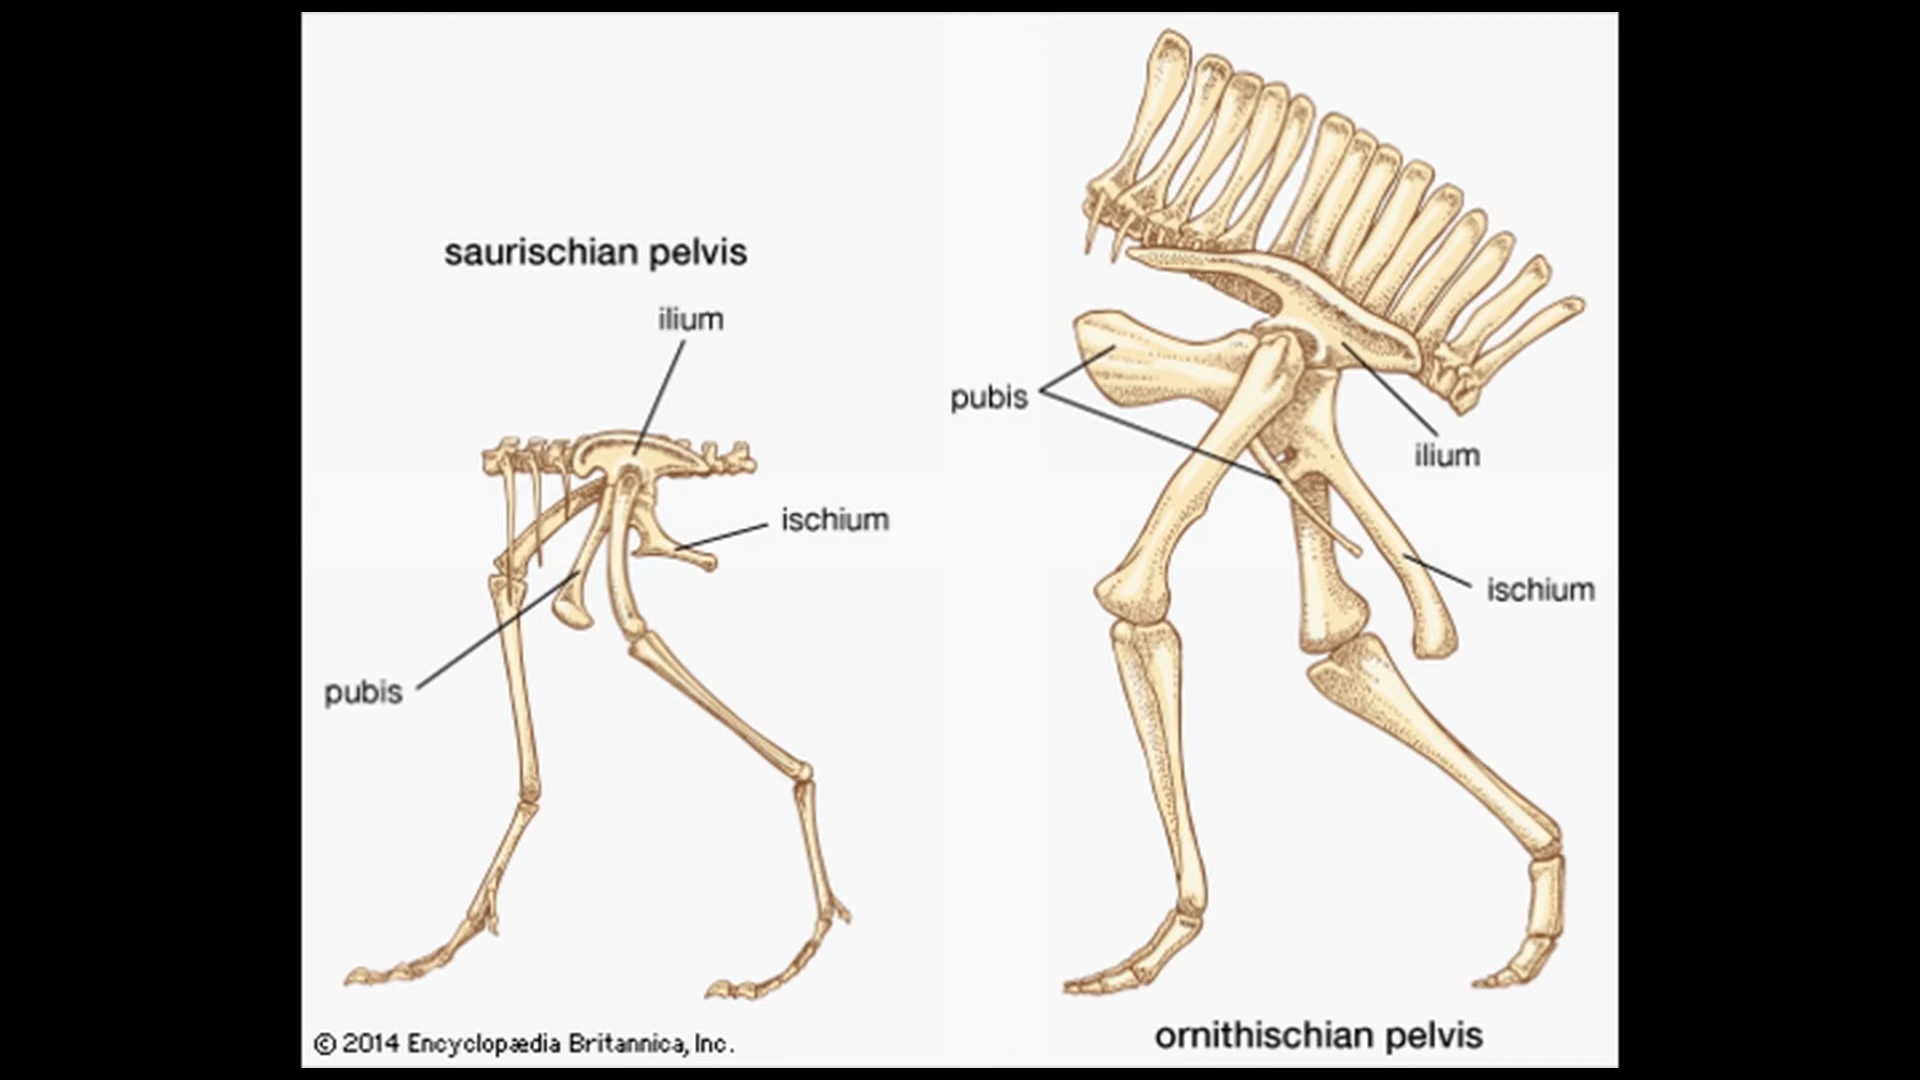 saurischian pelvis
ilium
ischium
pubis
pubis
ilium
ischium
ornithischian pelvis
© 2014 Encyclopædia Britannica, Inc.